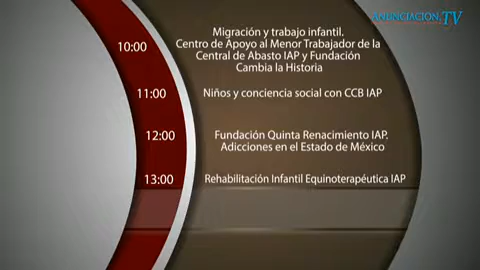 ANUNCIACION.TV
10:00
Migración y trabajo infantil.
Centro de Apoyo al Menor Trabajador de la
Central de Abasto IAP y Fundación
Cambia la Historia
11:00
Niños y conciencia social con CCB IAP
12:00
Fundación Quinta Renacimiento IAP.
Adicciones en el Estado de México
13:00
Rehabilitación Infantil Equinoterapéutica IAP